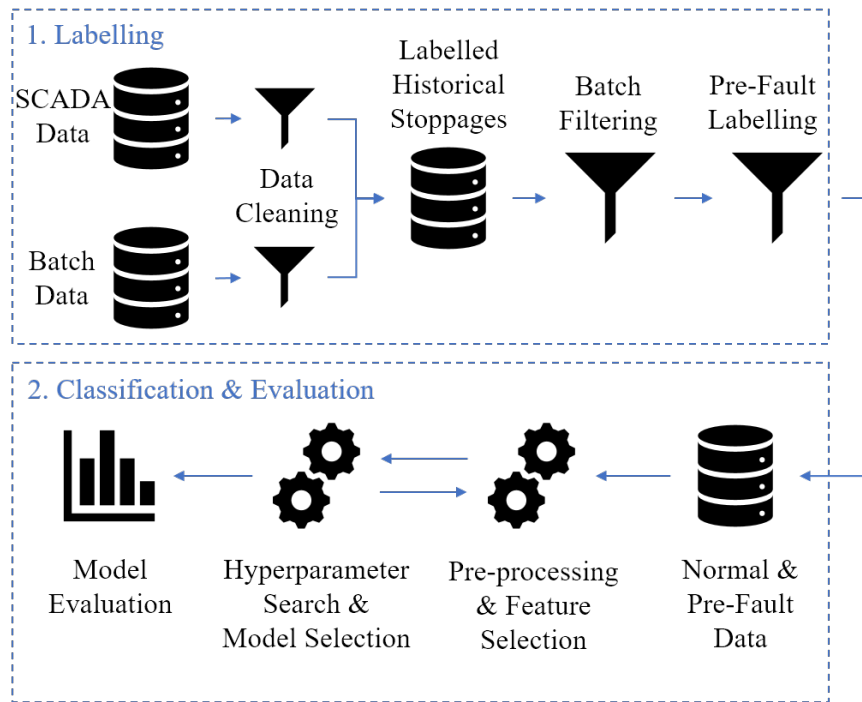 1. Labelling
SCADA
Data
Batch
Data
Data
Cleaning
Labelled
Historical
Stoppages
Batch
Filtering
Pre-Fault
Labelling
2. Classification & Evaluation
Model
Evaluation
Hyperparameter
Search &
Model Selection
Pre-processing
& Feature
Selection
Normal &
Pre-Fault
Data